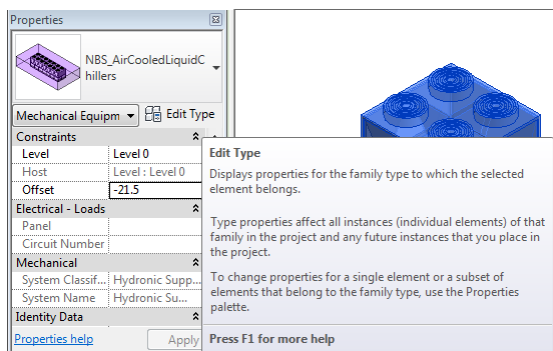 Properties
NBS_AirCooledLiquidC
hillers
Mechanical Equipm
Edit Type
Constraints
Level Level 0
Host Level : Level 0
Offset -21.5
Electrical - Loads
Panel
Circuit Number
Mechanical
System Classif... Hydronic Supp...
System Name Hydronic Su...
Identity Data
Properties help
Apply
Edit Type
Displays properties for the family type to which the selected
element belongs.
Type properties affect all instances (individual elements) of that
family in the project and any future instances that you place in
the project.
To change properties for a single element or a subset of
elements that belong to the family type, use the Properties
palette.
Press F1 for more help